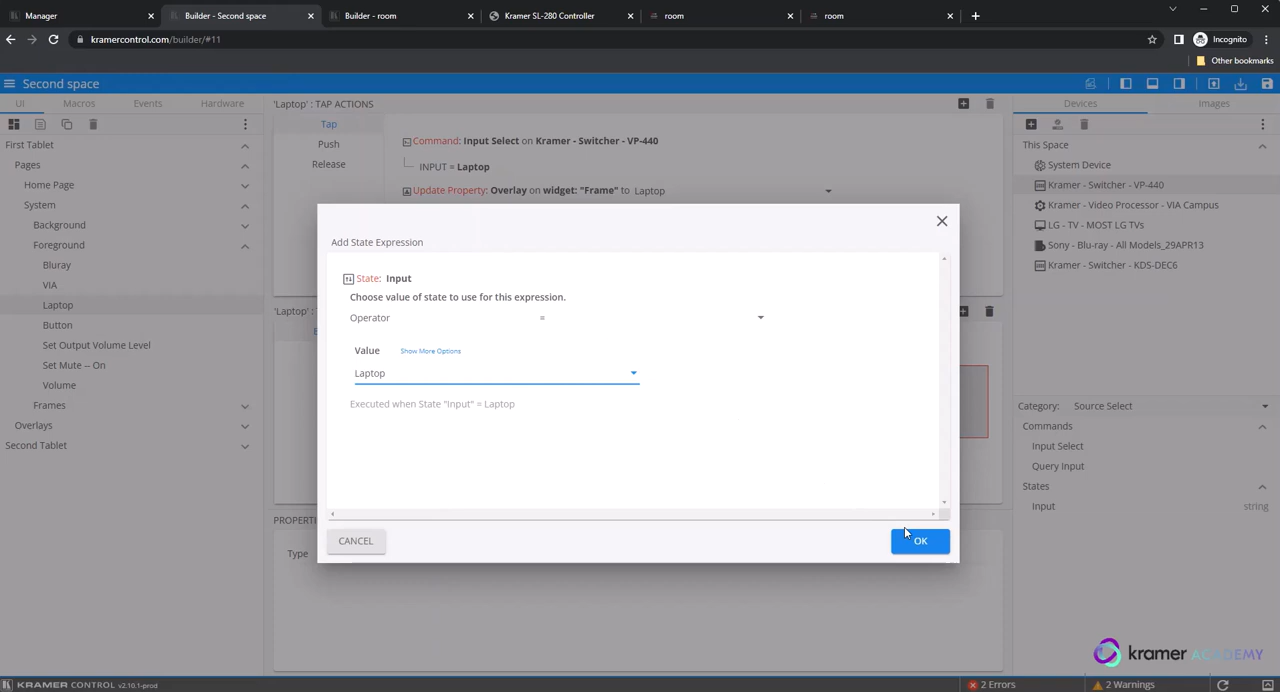 Manager
Builder - Second space
Builder - room
Kramer SL-280 Controller
room
room
kramercontrol.com/builder/#11
Incognito
Other bookmarks
Second space
UI
Macros
Events
Hardware
'Laptop' : TAP ACTIONS
Devices
Images
First Tablet
Pages
Home Page
System
Background
Foreground
Bluray
VIA
Laptop
Button
Set Output Volume Level
Set Mute -- On
Volume
Frames
Overlays
Second Tablet
Tap
Push
Release
Command: Input Select on Kramer - Switcher - VP-440
INPUT = Laptop
Update Property: Overlay on widget: "Frame" to Laptop
'Laptop' :
PROPERTI
Type
Add State Expression
State: Input
Choose value of state to use for this expression.
Operator =
Value Show More Options
Laptop
Executed when State "Input" = Laptop
CANCEL
OK
This Space
System Device
Kramer - Switcher - VP-440
Kramer - Video Processor - VIA Campus
LG - TV - MOST LG TVs
Sony - Blu-ray - All Models_29APR13
Kramer - Switcher - KDS-DEC6
Category: Source Select
Commands
Input Select
Query Input
States
Input string
kramer ACADEMY
KRAMER CONTROL v2.10.1-prod
2 Errors
2 Warnings